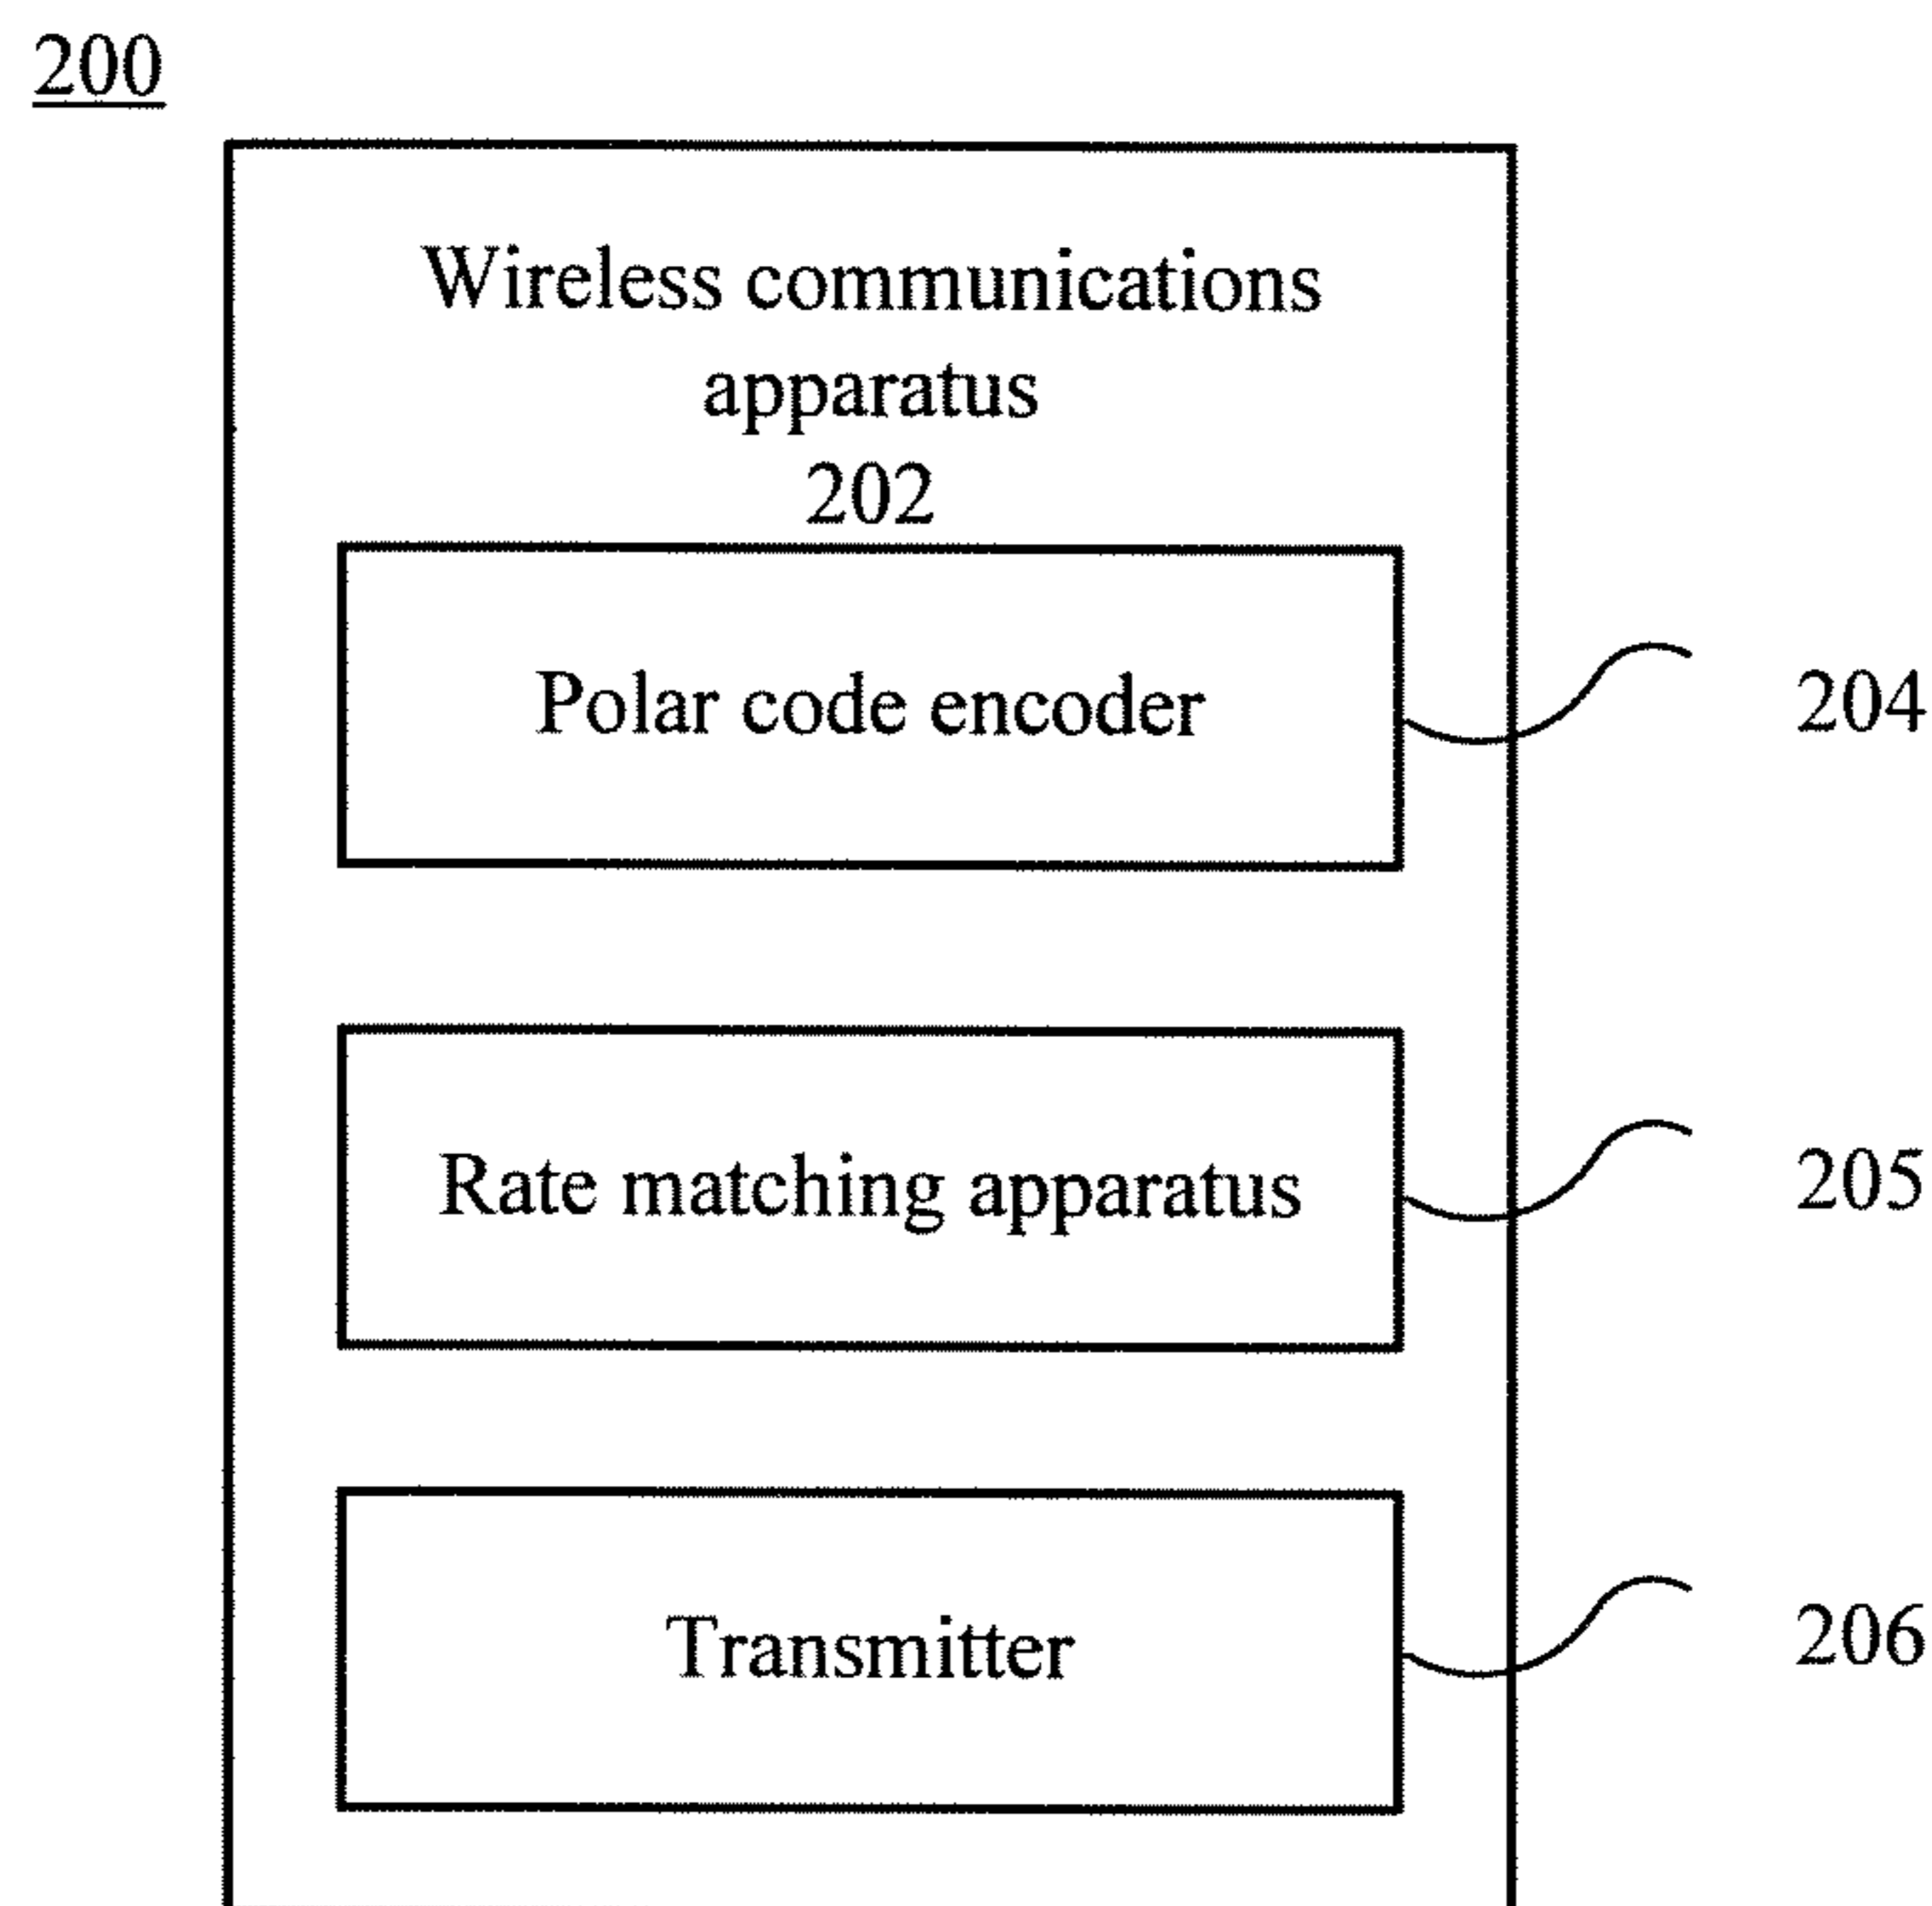 200
Wireless communications
apparatus
202
Polar code encoder
204
Rate matching apparatus
205
Transmitter
206